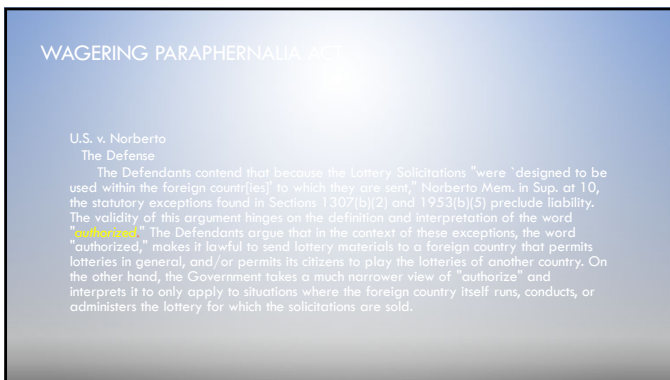 WAGERING PARAPHERNALIA ACT
U.S. v. Norberto
The Defense
The Defendants contend that because the Lottery Solicitations "were `designed to be
used within the foreign countr[les]' to which they are sent," Norberto Mem. in Sup. at 10,
the statutory exceptions found in Sections 1307(b)(2) and 1953(b)(5) preclude liability.
The validity of this argument hinges on the definition and interpretation of the word
"authorized." The Defendants argue that in the context of these exceptions, the word
"authorized," makes it lawful to send lottery materials to a foreign country that permits
lotteries in general, and/or permits its citizens to play the lotteries of another country. On
the other hand, the Government takes a much narrower view of "authorize" and
interprets it to only apply to situations where the foreign country itself runs, conducts, or
administers the lottery for which the solicitations are sold.